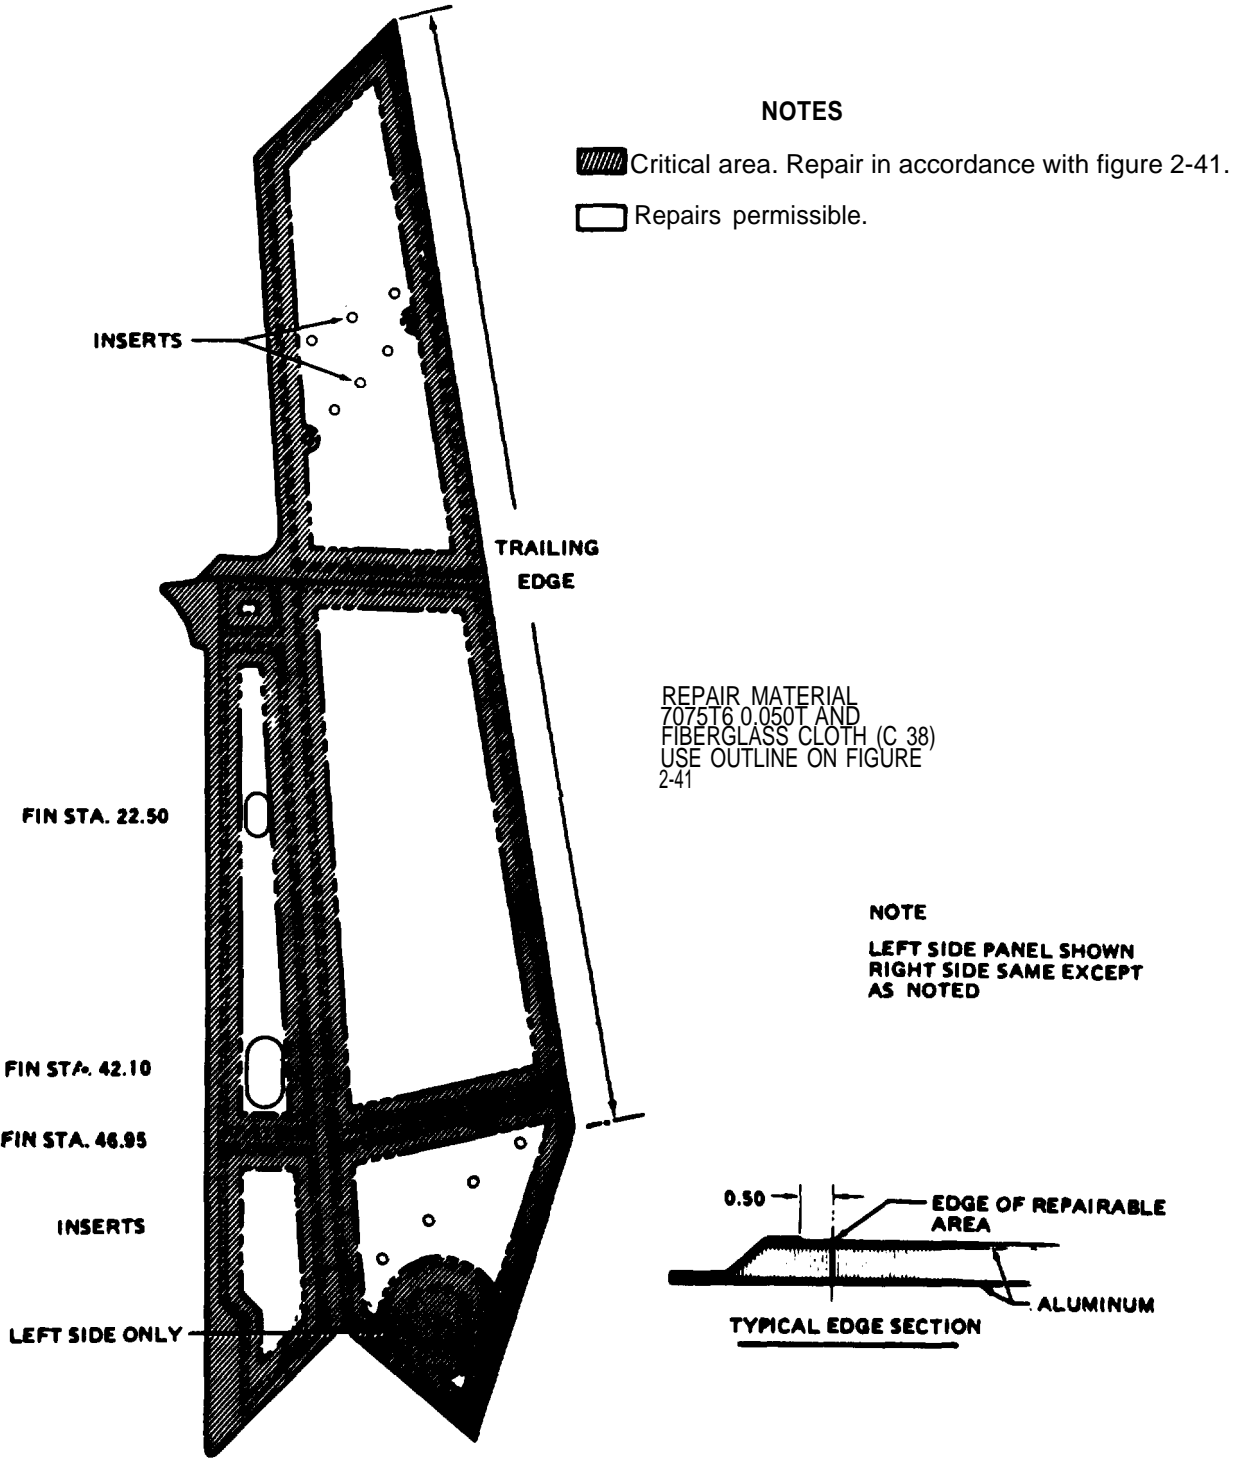 NOTES
Critical area. Repair in accordance with figure 2-41.
Repairs permissible.
INSERTS
TRAILING
EDGE
REPAIR MATERIAL
7075T6 0.050T AND
FIBERGLASS CLOTH (C 38)
USE OUTLINE ON FIGURE
2-41
FIN STA. 22.50
NOTE
LEFT SIDE PANEL SHOWN
RIGHT SIDE SAME EXCEPT
AS NOTED
FIN STA. 42.10
FIN STA. 46.95
INSERTS
LEFT SIDE ONLY
0.50
EDGE OF REPAIRABLE
AREA
ALUMINUM
TYPICAL EDGE SECTION